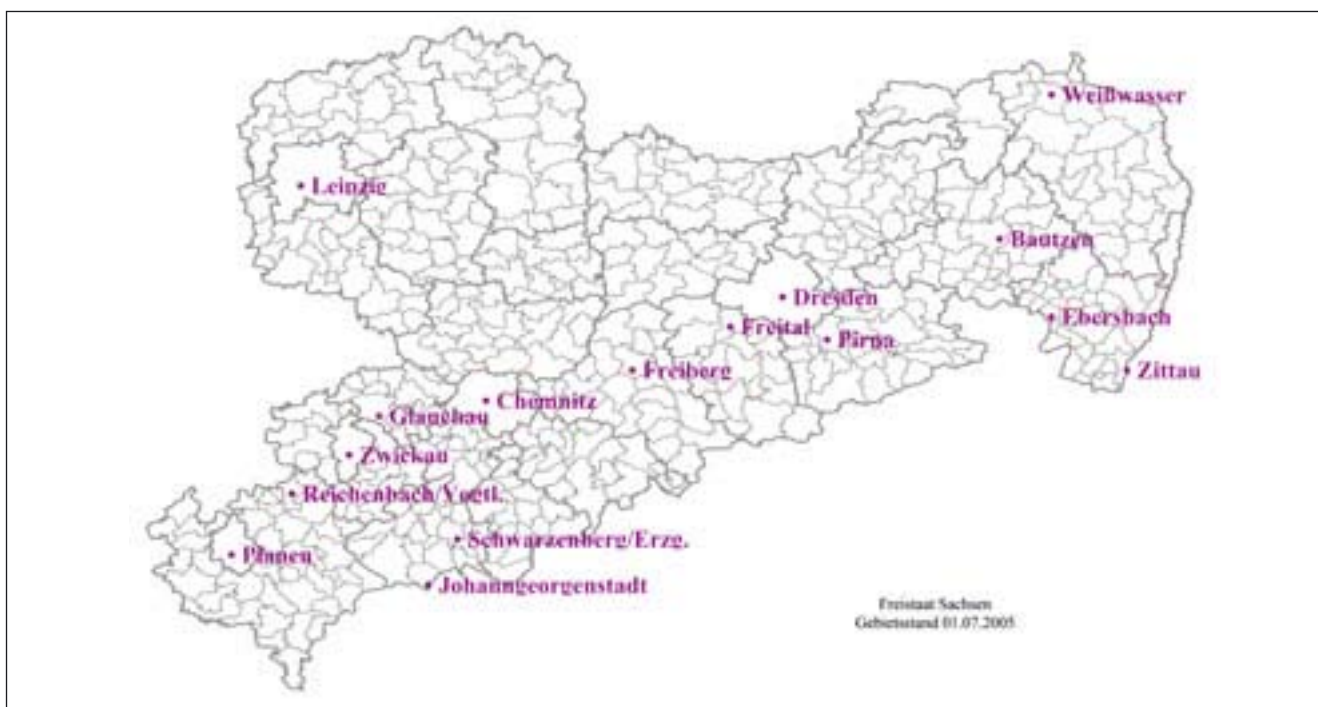 Weißwasser
Leipzig
Bautzen
Dresden
Ebersbach
Freital
Pirna
Freiberg
Zittau
Chemnitz
Glauchau
Zwickau
Reichenbach/Vogtl.
Schwarzenberg/Erzg.
Plauen
Johanngeorgenstadt
Freistaat Sachsen
Gebietsstand 01.07.2005